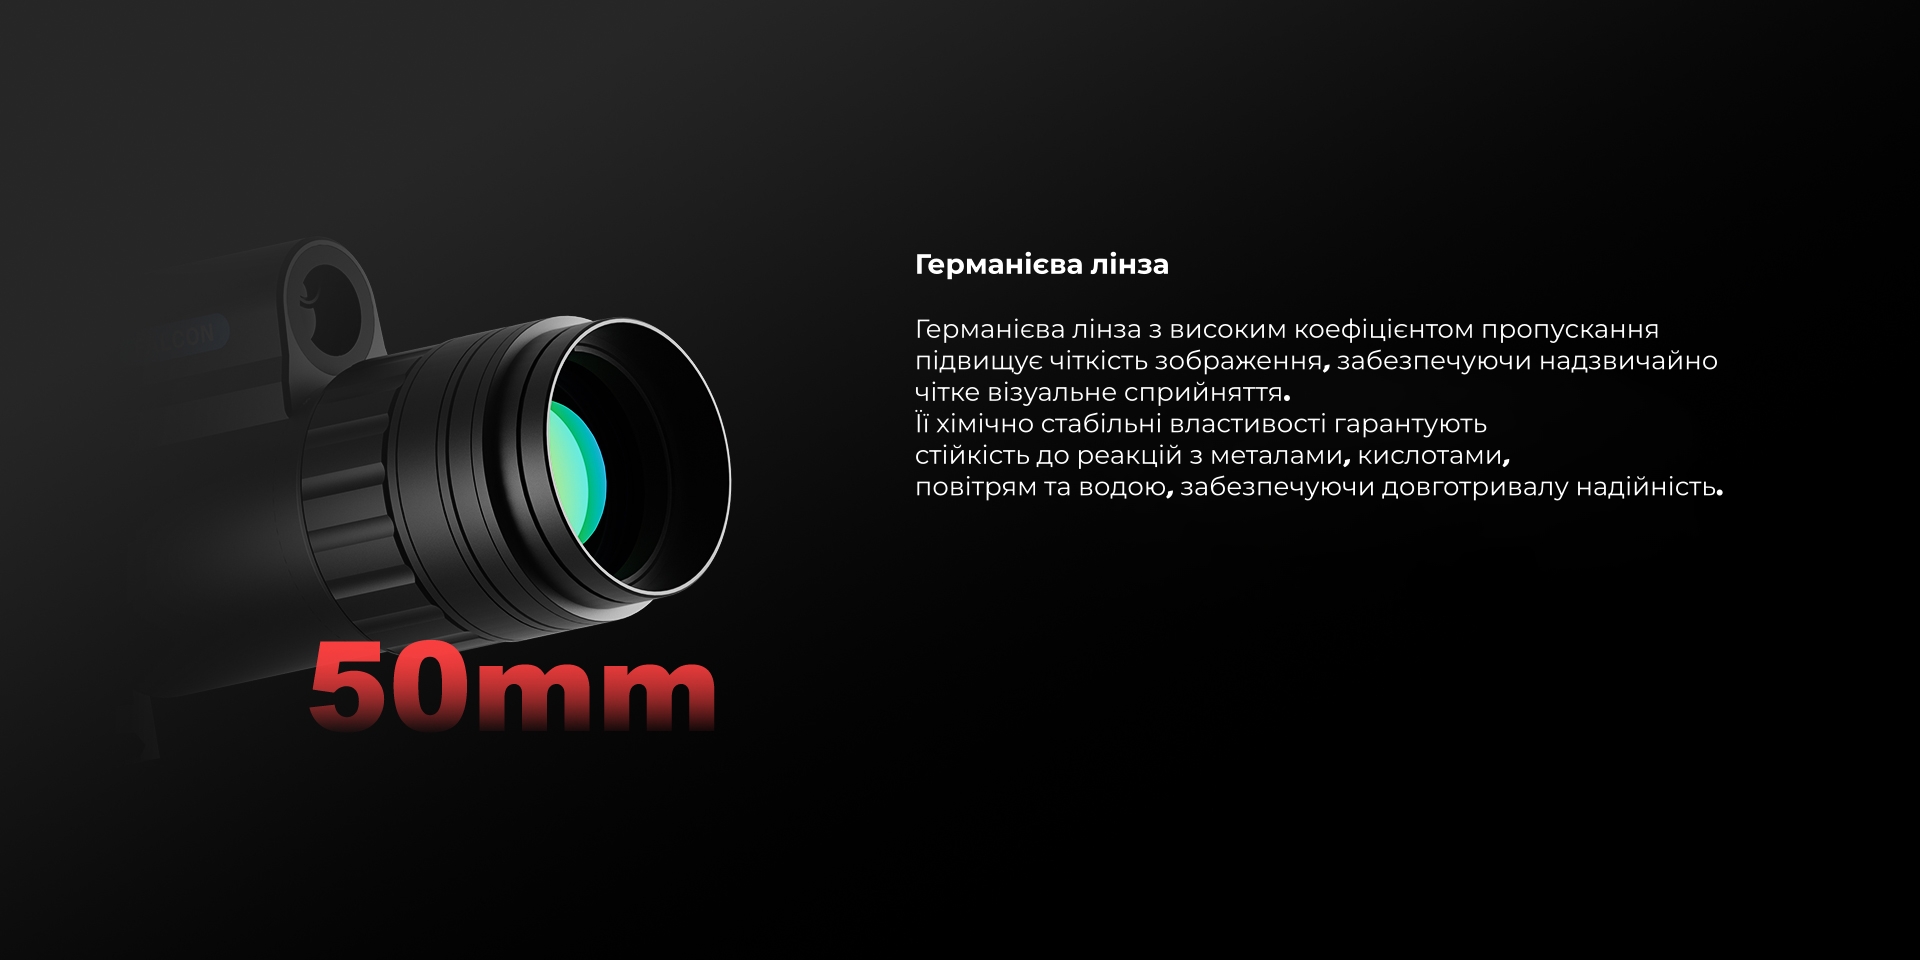 Германієва лінза
Германієва лінза з високим коефіцієнтом пропускання
підвищує чіткість зображення, забезпечуючи надзвичайно
чітке візуальне сприйняття.
Її хімічно стабільні властивості гарантують
стійкість до реакцій з металами, кислотами,
повітрям та водою, забезпечуючи довготривалу надійність.
50mm